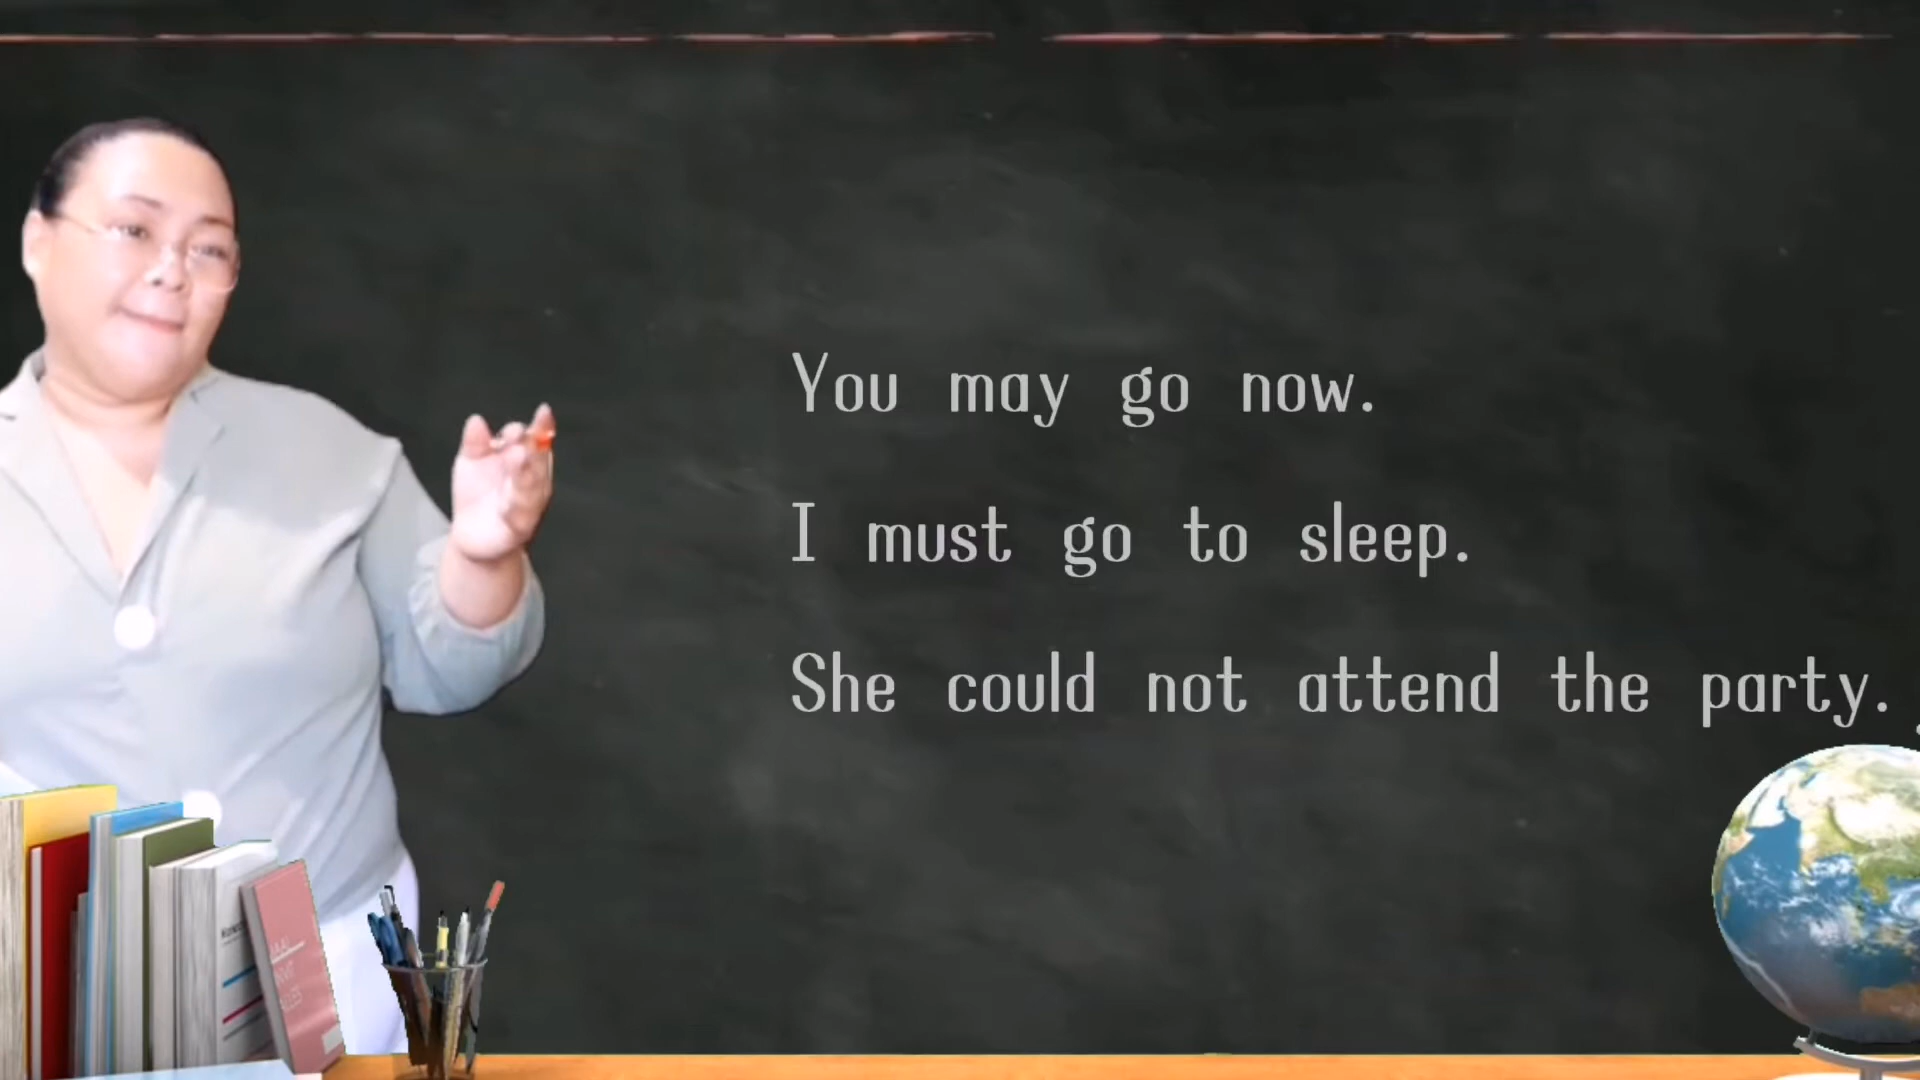 You may go now.
I must go to sleep.
She could not attend the party.